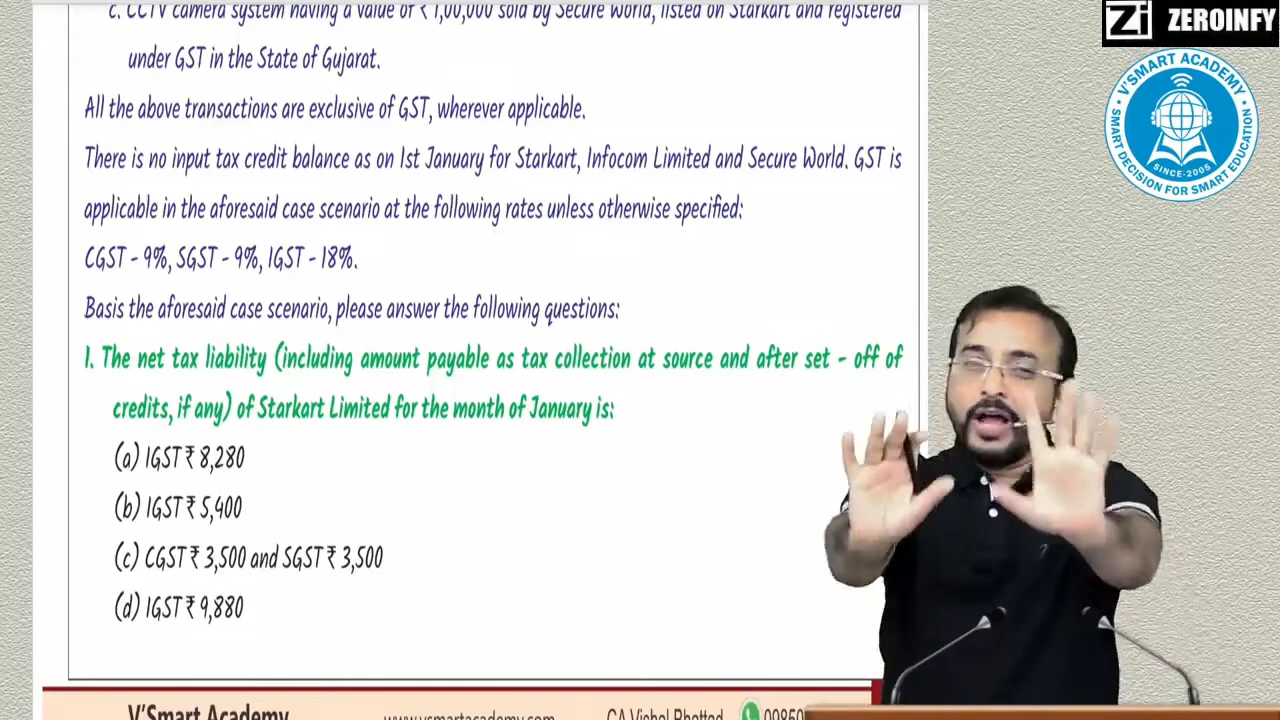 c. CCTV camera system having a value of ₹ 1,00,000 sold by Secure World, listed on Starkart and registered
under GST in the State of Gujarat.
All the above transactions are exclusive of GST, wherever applicable.
There is no input tax credit balance as on 1st January for Starkart, Infocom Limited and Secure World. GST is
applicable in the aforesaid case scenario at the following rates unless otherwise specified:
CGST - 9%, SGST - 9%, IGST - 18%.
Basis the aforesaid case scenario, please answer the following questions:
1. The net tax liability (including amount payable as tax collection at source and after set - off of
credits, if any) of Starkart Limited for the month of January is:
(a) IGST ₹ 8,280
(b) IGST ₹ 5,400
(c) CGST ₹ 3,500 and SGST ₹ 3,500
(d) IGST ₹ 9,880
Zi ZEROINFY
V'SMART ACADEMY
SINCE-2005
SMART DECISION FOR SMART EDUCATION
V'Smart Academy
www.vsmartacademy.com
CA Vishal Bhattad
09850